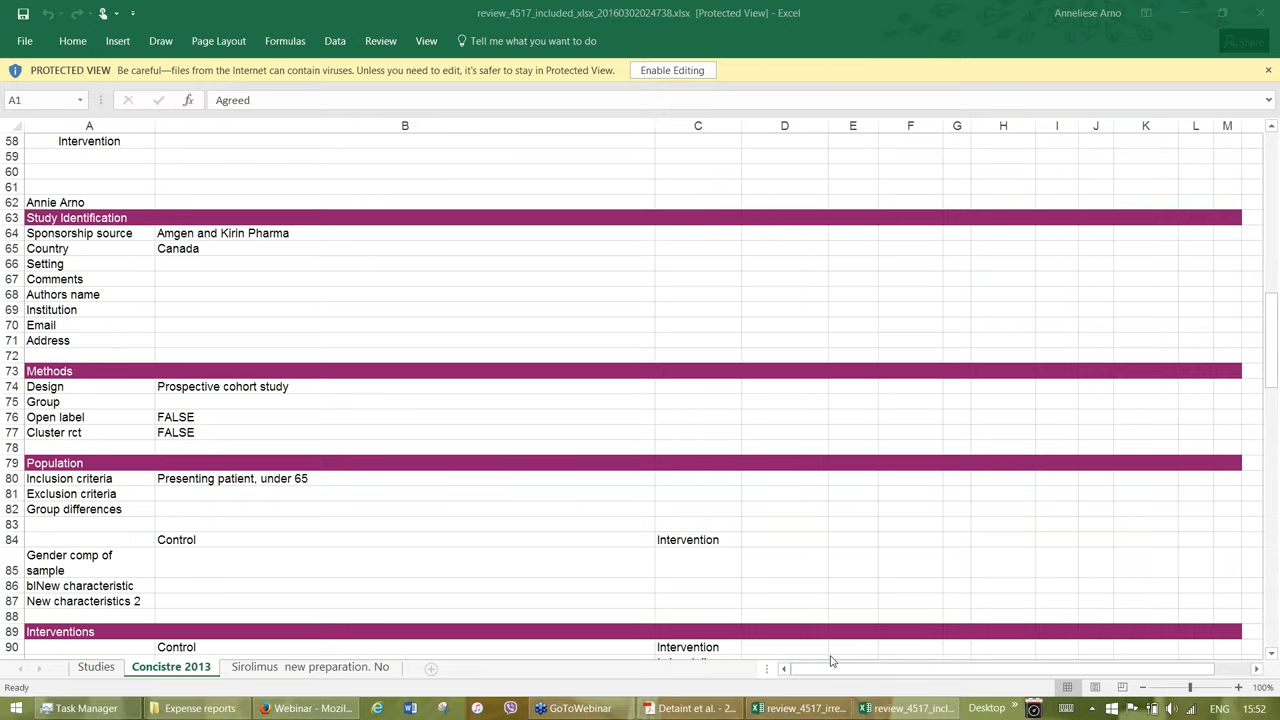 review_4517_included_xlsx_20160302024738.xlsx [Protected View] - Excel
Anneliese Arno
File Home Insert Draw Page Layout Formulas Data Review View Tell me what you want to do Share
PROTECTED VIEW Be careful—files from the Internet can contain viruses. Unless you need to edit, it's safer to stay in Protected View. Enable Editing
A1 fx Agreed
A B C D E F G H I J K L M
58 Intervention
59
60
61
62 Annie Arno
63 Study Identification
64 Sponsorship source Amgen and Kirin Pharma
65 Country Canada
66 Setting
67 Comments
68 Authors name
69 Institution
70 Email
71 Address
72
73 Methods
74 Design Prospective cohort study
75 Group
76 Open label FALSE
77 Cluster rct FALSE
78
79 Population
80 Inclusion criteria Presenting patient, under 65
81 Exclusion criteria
82 Group differences
83
84 Control Intervention
Gender comp of
85 sample
86 blNew characteristic
87 New characteristics 2
88
89 Interventions
90 Control Intervention
Studies Concistre 2013 Sirolimus new preparation. No
Ready 100%
Task Manager Expense reports Webinar - Mozil... GoToWebinar Detaint et al. - 2... review_4517_irre... review_4517_incl... Desktop ENG 15:52